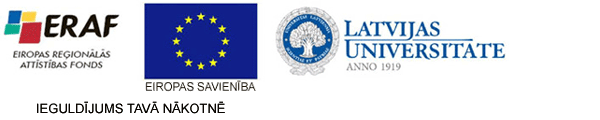 ERAF
EIROPAS REĢIONĀLĀS
ATTĪSTĪBAS FONDS
EIROPAS SAVIENĪBA
LATVIJAS
UNIVERSITĀTE
ANNO 1919
IEGULDĪJUMS TAVĀ NĀKOTNĒ